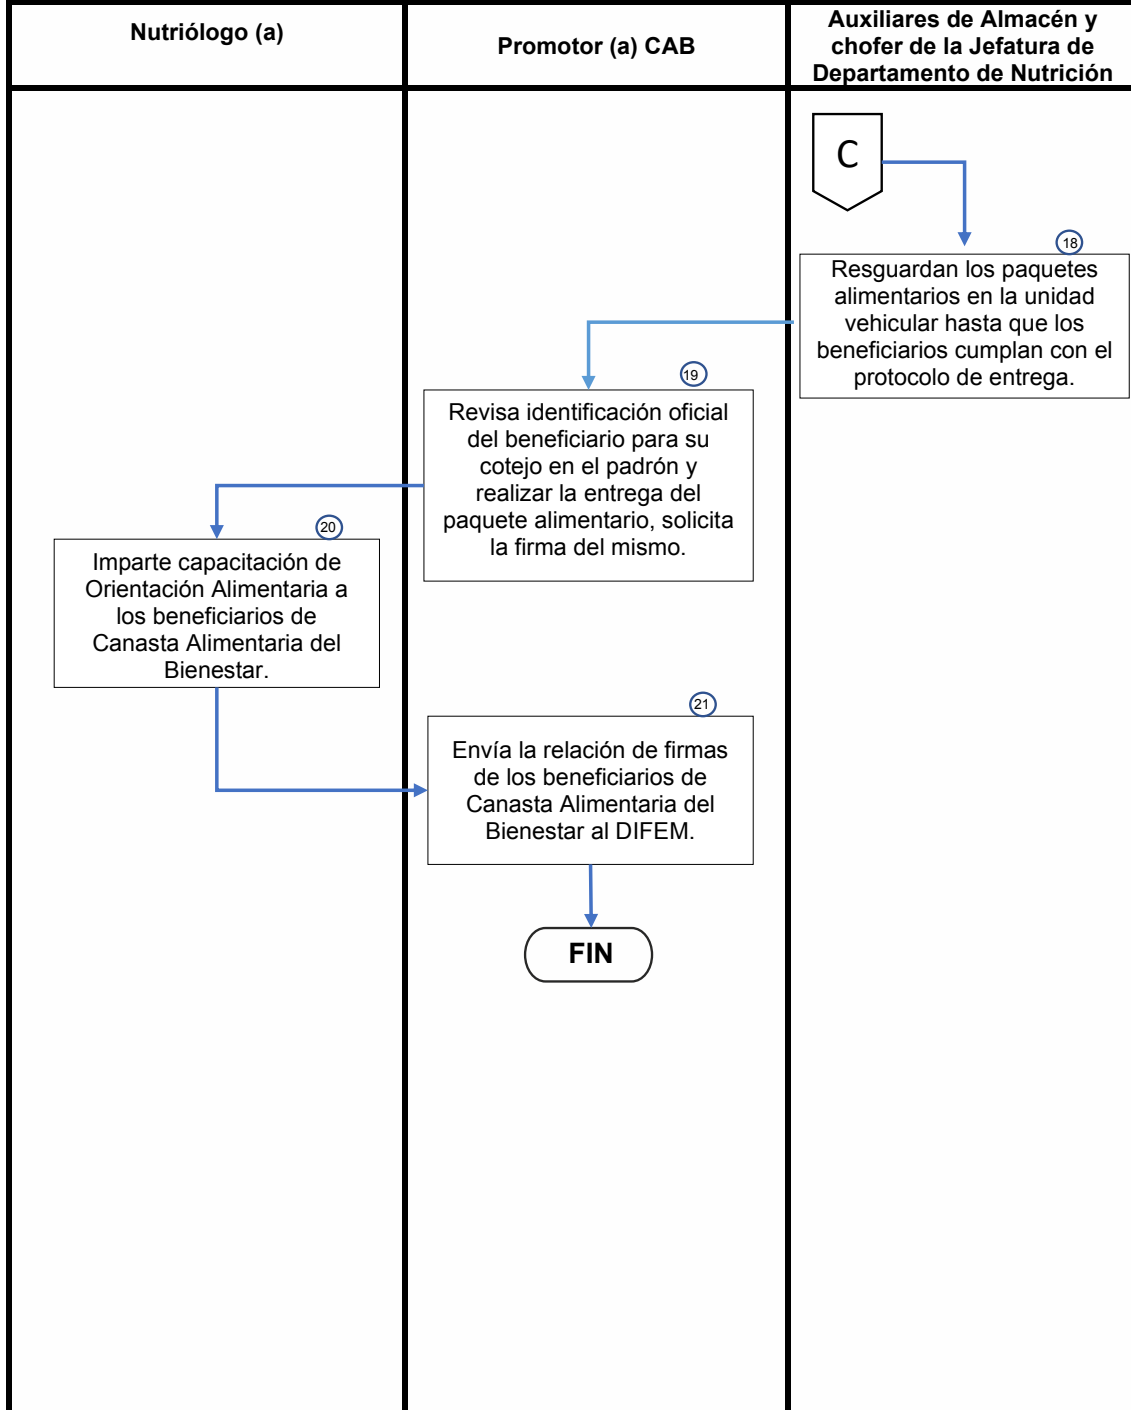 Nutriólogo (a)
Promotor (a) CAB
Auxiliares de Almacén y
chofer de la Jefatura de
Departamento de Nutrición
C
18
Resguardan los paquetes
alimentarios en la unidad
vehicular hasta que los
beneficiarios cumplan con el
protocolo de entrega.
19
Revisa identificación oficial
del beneficiario para su
cotejo en el padrón y
realizar la entrega del
paquete alimentario, solicita
la firma del mismo.
20
Imparte capacitación de
Orientación Alimentaria a
los beneficiarios de
Canasta Alimentaria del
Bienestar.
21
Envía la relación de firmas
de los beneficiarios de
Canasta Alimentaria del
Bienestar al DIFEM.
FIN